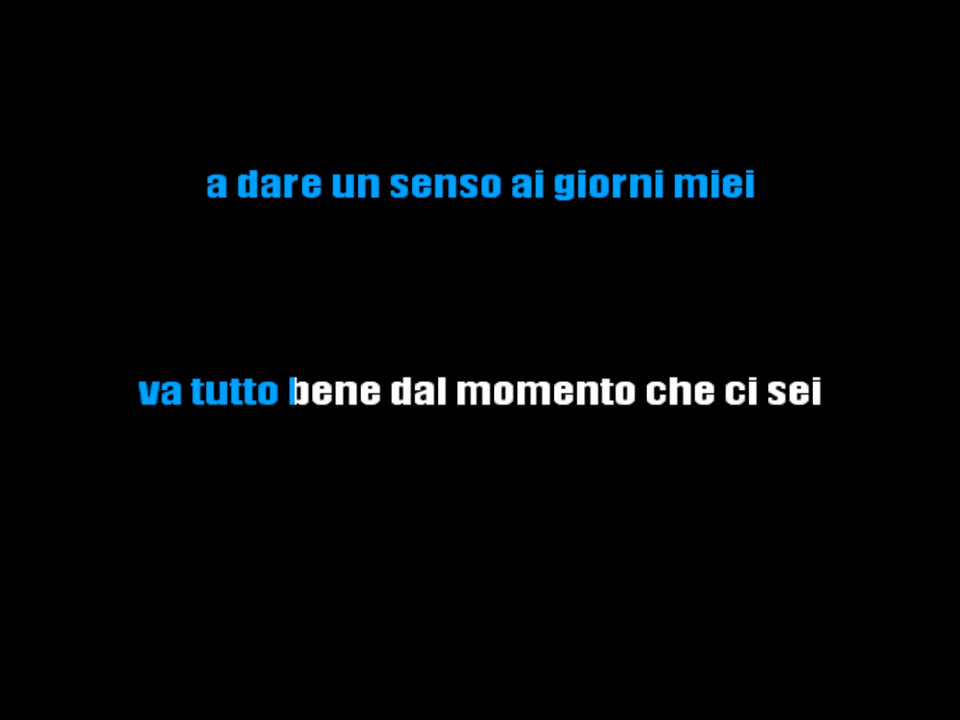 a dare un senso ai giorni miei
va tutto bene dal momento che ci sei